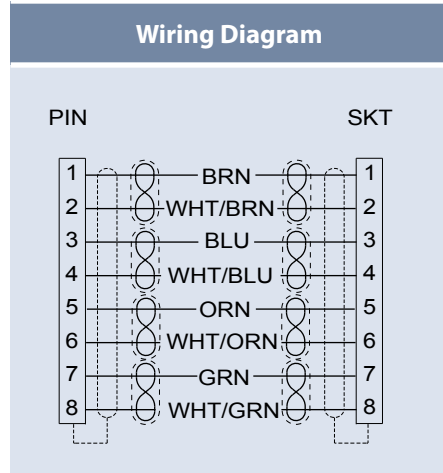 Wiring Diagram
PIN SKT
1 BRN 1
2 WHT/BRN 2
3 BLU 3
4 WHT/BLU 4
5 ORN 5
6 WHT/ORN 6
7 GRN 7
8 WHT/GRN 8